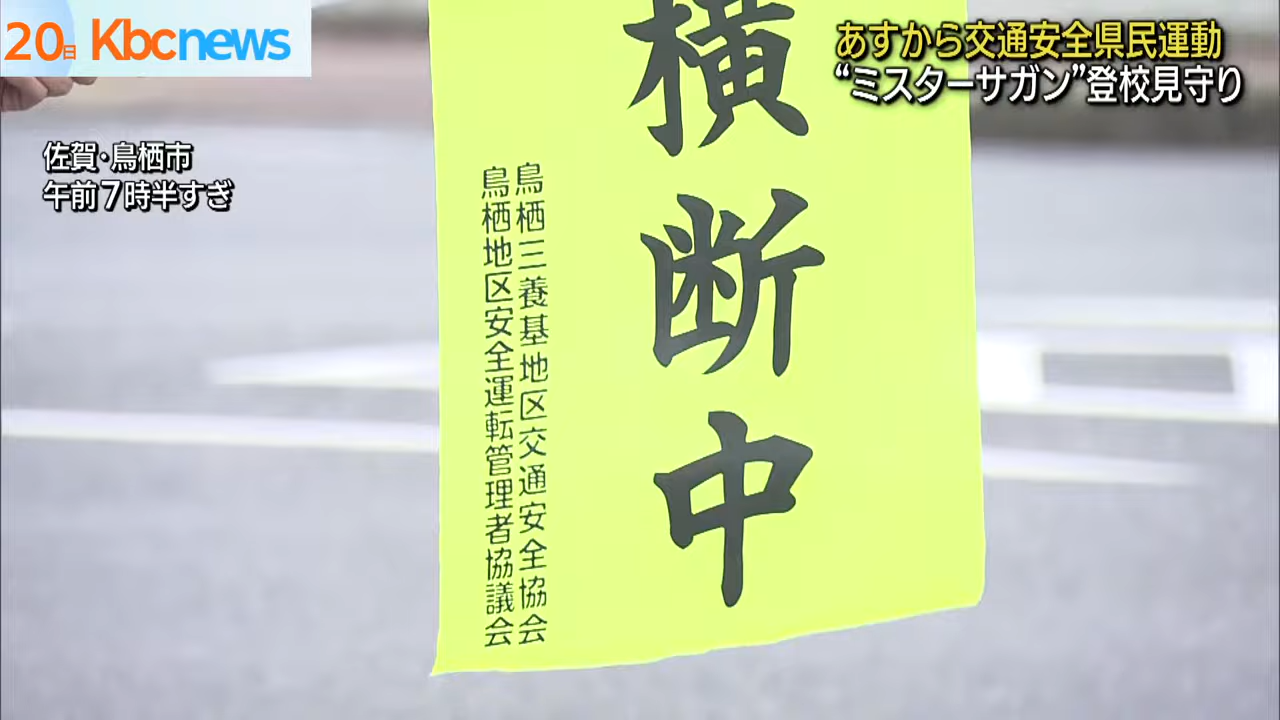 20日 Kbcnews
あすから交通安全県民運動
“ミスターサガン”登校見守り
佐賀・鳥栖市
午前7時半すぎ
横断中
鳥栖三養基地区交通安全協会
鳥栖地区安全運転管理者協議会